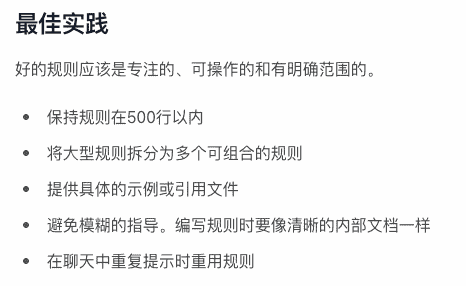 最佳实践
好的规则应该是专注的、可操作的和有明确范围的。
保持规则在500行以内
将大型规则拆分为多个可组合的规则
提供具体的示例或引用文件
避免模糊的指导。编写规则时要像清晰的内部文档一样
在聊天中重复提示时重用规则